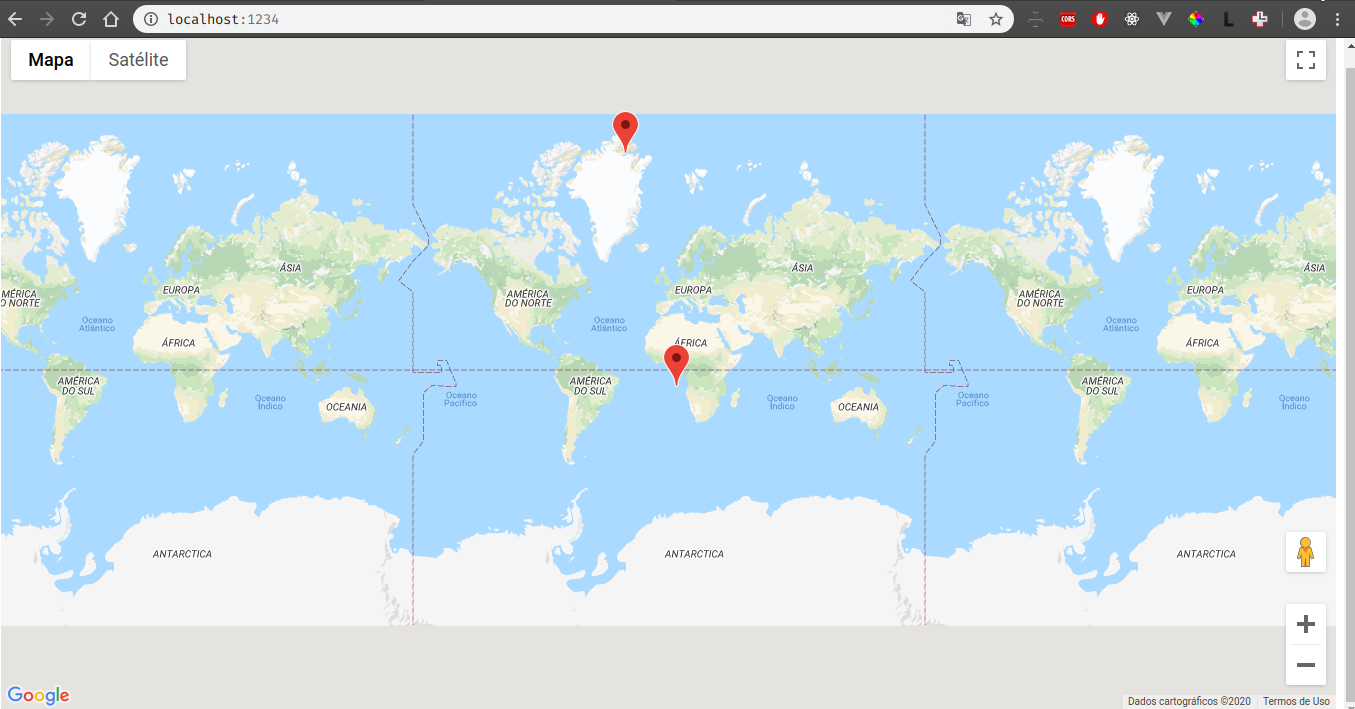 localhost:1234
CORS
L
Mapa
Satélite
ÁSIA
ÁSIA
ÁSIA
EUROPA
EUROPA
EUROPA
MÉRICA
O NORTE
AMÉRICA
DO NORTE
AMÉRICA
DO NORTE
Oceano
Atlântico
Oceano
Atlântico
Oceano
Atlântico
ÁFRICA
ÁFRICA
ÁFRICA
AMÉRICA
DO SUL
AMÉRICA
DO SUL
AMÉRICA
DO SUL
Oceano
Índico
Oceano
Índico
Oceano
Índico
Oceano
Pacífico
Oceano
Pacífico
OCEANIA
OCEANIA
ANTARCTICA
ANTARCTICA
ANTARCTICA
Google
Dados cartográficos ©2020
Termos de Uso